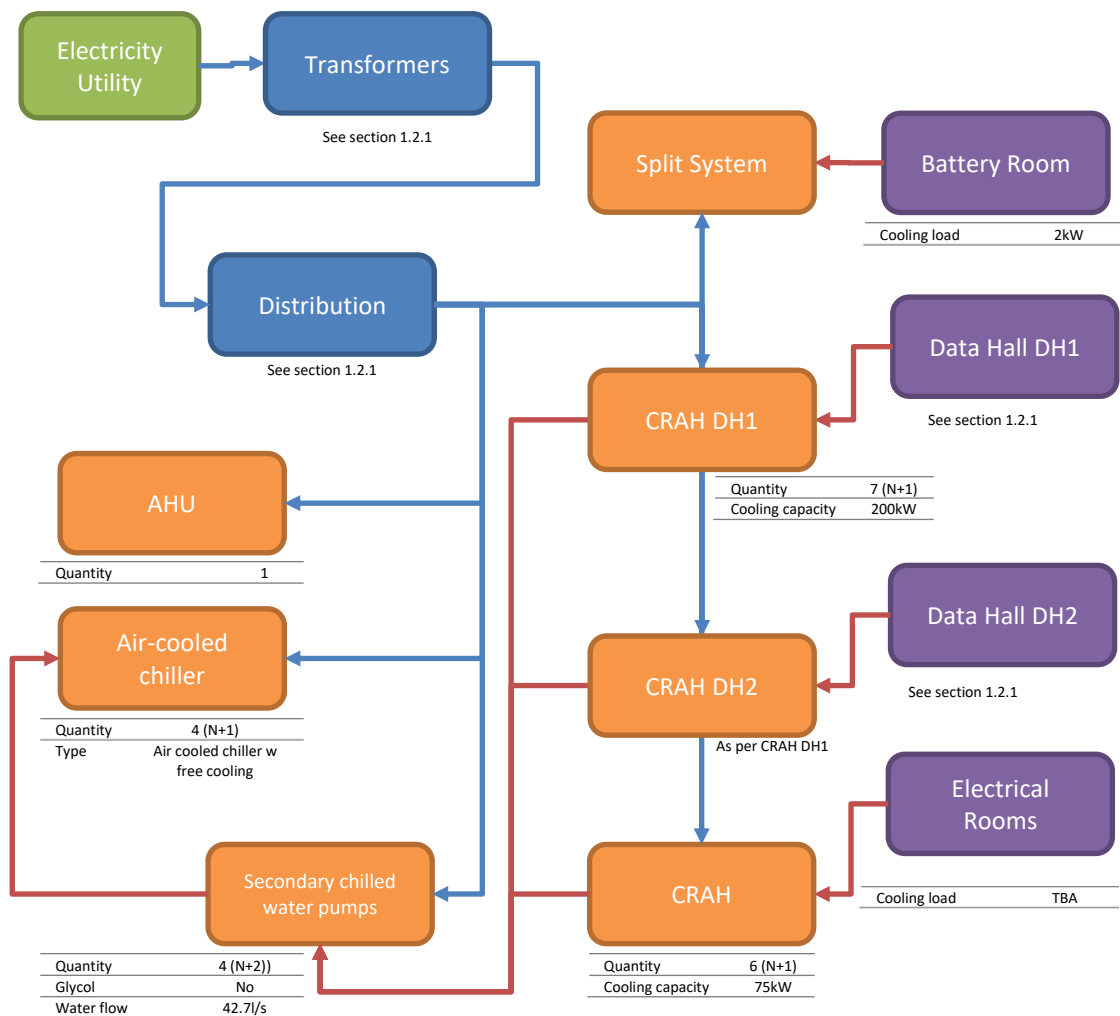 Electricity
Utility
Transformers
See section 1.2.1
Split System
Battery Room
Cooling load 2kW
Distribution
See section 1.2.1
Data Hall DH1
See section 1.2.1
CRAH DH1
Quantity 7 (N+1)
Cooling capacity 200kW
AHU
Quantity 1
Air-cooled
chiller
Quantity 4 (N+1)
Type Air cooled chiller w
free cooling
CRAH DH2
As per CRAH DH1
Data Hall DH2
See section 1.2.1
Electrical
Rooms
Cooling load TBA
Secondary chilled
water pumps
Quantity 4 (N+2))
Glycol No
Water flow 42.7l/s
CRAH
Quantity 6 (N+1)
Cooling capacity 75kW